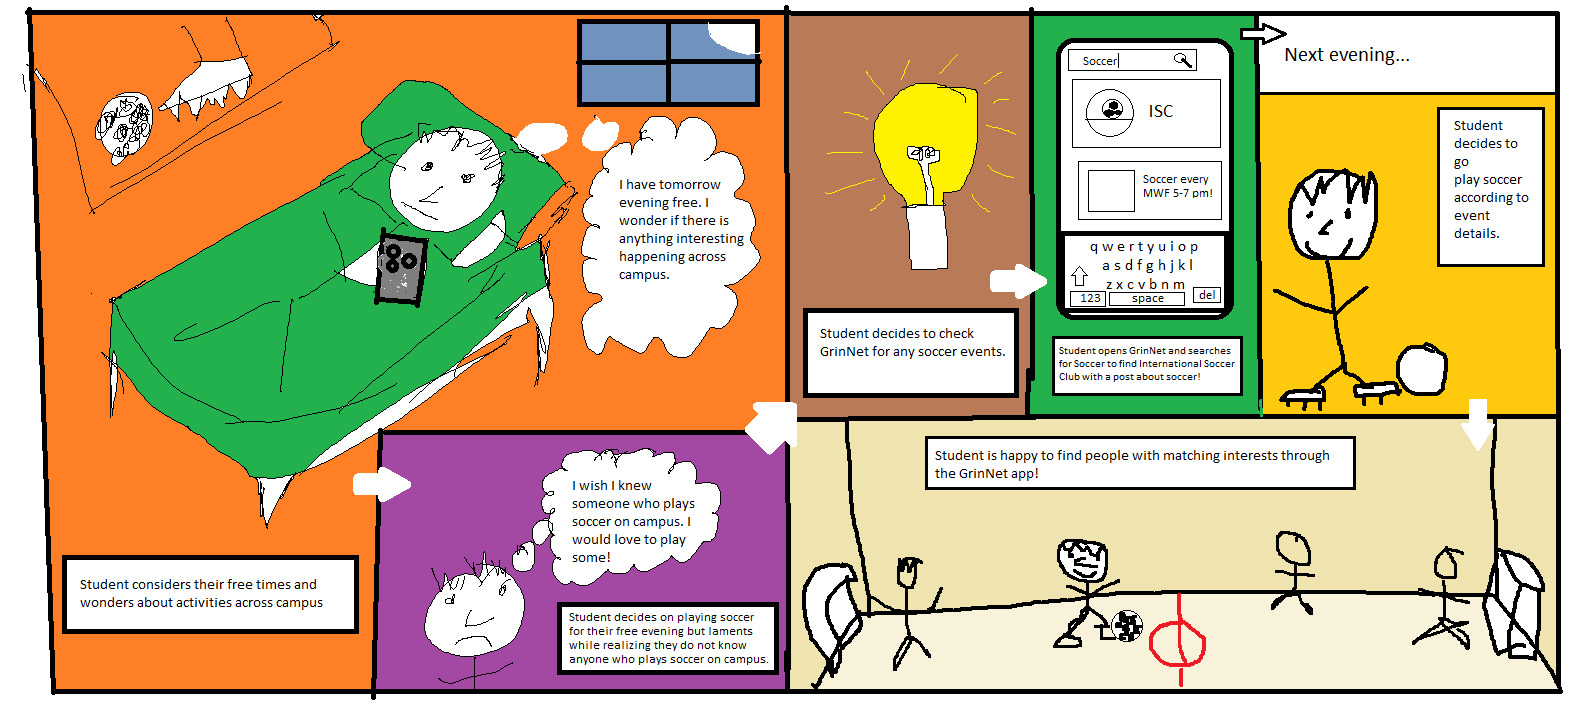 I have tomorrow
evening free. I
wonder if there is
anything interesting
happening across
campus.
Student considers their free times and
wonders about activities across campus
I wish I knew
someone who plays
soccer on campus. I
would love to play
some!
Student decides on playing soccer
for their free evening but laments
while realizing they do not know
anyone who plays soccer on campus.
Student decides to check
GrinNet for any soccer events.
Soccer
ISC
Soccer every
MWF 5-7 pm!
q w e r t y u i o p
a s d f g h j k l
z x c v b n m
123 space del
Student opens GrinNet and searches
for Soccer to find International Soccer
Club with a post about soccer!
Next evening...
Student
decides to
go
play soccer
according to
event
details.
Student is happy to find people with matching interests through
the GrinNet app!